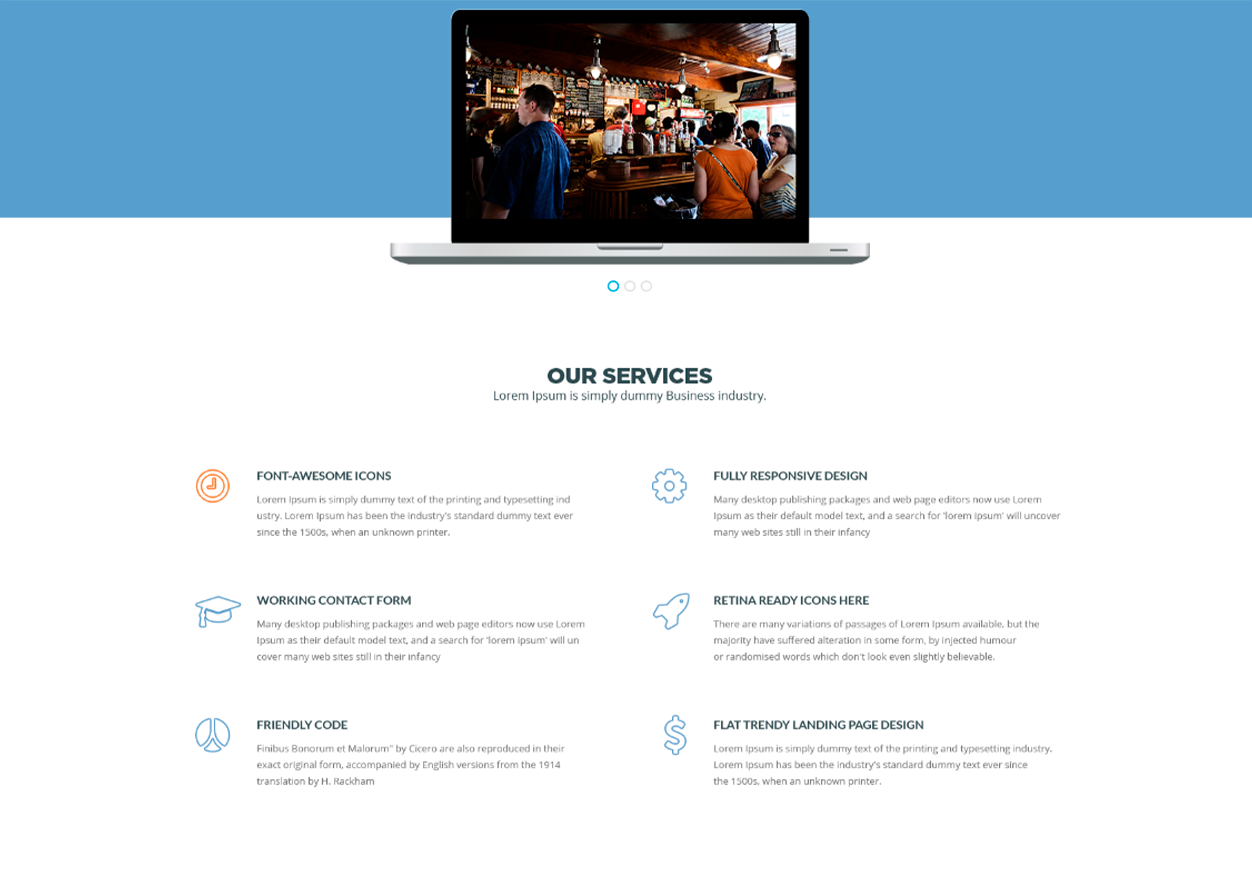 OUR SERVICES
Lorem Ipsum is simply dummy Business industry.
FONT-AWESOME ICONS
Lorem Ipsum is simply dummy text of the printing and typesetting ind
ustry. Lorem Ipsum has been the industry's standard dummy text ever
since the 1500s, when an unknown printer.
FULLY RESPONSIVE DESIGN
Many desktop publishing packages and web page editors now use Lorem
Ipsum as their default model text, and a search for 'lorem ipsum' will uncover
many web sites still in their infancy
WORKING CONTACT FORM
Many desktop publishing packages and web page editors now use Lorem
Ipsum as their default model text, and a search for 'lorem ipsum' will un
cover many web sites still in their infancy
RETINA READY ICONS HERE
There are many variations of passages of Lorem Ipsum available, but the
majority have suffered alteration in some form, by injected humour
or randomised words which don't look even slightly believable.
FRIENDLY CODE
Finibus Bonorum et Malorum" by Cicero are also reproduced in their
exact original form, accompanied by English versions from the 1914
translation by H. Rackham
FLAT TRENDY LANDING PAGE DESIGN
Lorem Ipsum is simply dummy text of the printing and typesetting industry.
Lorem Ipsum has been the industry's standard dummy text ever since
the 1500s, when an unknown printer.